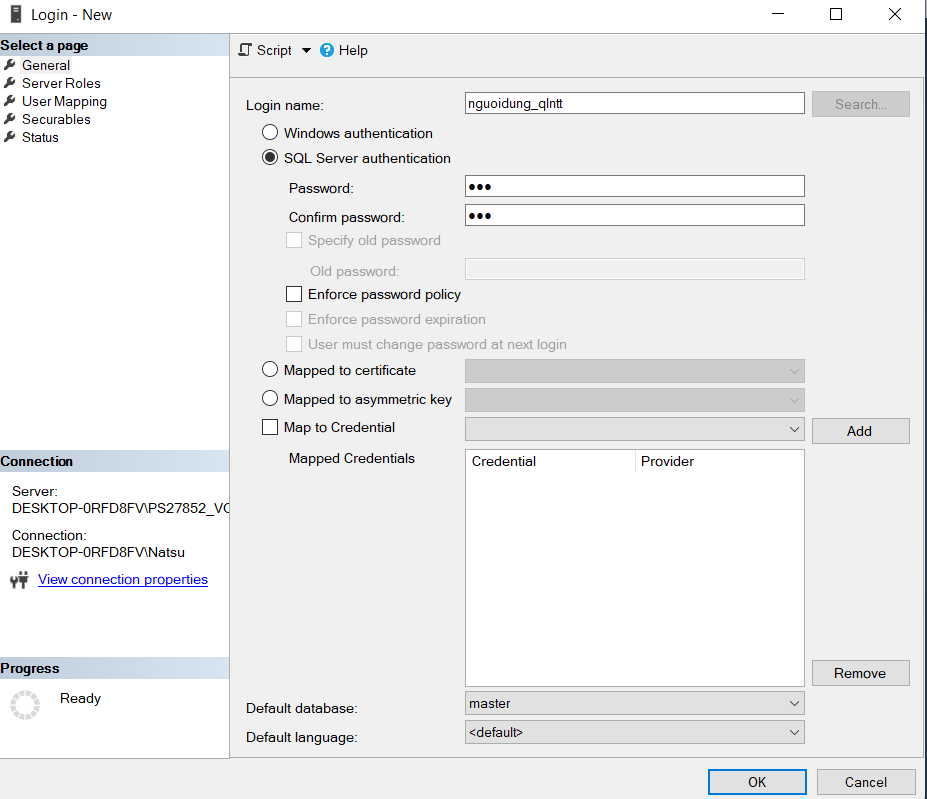 Login - New
Select a page
General
Server Roles
User Mapping
Securables
Status
Script
Help
Login name:
nguoidung_qlntt
Search...
Windows authentication
SQL Server authentication
Password:
●●●
Confirm password:
●●●
Specify old password
Old password:
Enforce password policy
Enforce password expiration
User must change password at next login
Mapped to certificate
Mapped to asymmetric key
Map to Credential
Add
Mapped Credentials
Credential Provider
Remove
Default database:
master
Default language:
<default>
Connection
Server:
DESKTOP-0RFD8FV\PS27852_VO
Connection:
DESKTOP-0RFD8FV\Natsu
View connection properties
Progress
Ready
OK
Cancel